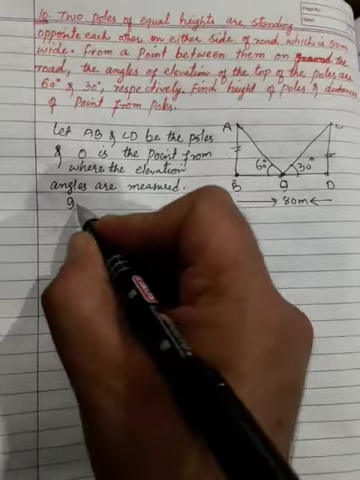 Q. Two poles of equal heights are standing
opposite each other on either side of road which is 80m
wide. From a Point between them on ground the
road, the angles of elevation of the top of the poles are
60° & 30°, respectively. Find height of poles & distances
of Point from Poles.
Let AB & CD be the poles
& O is the point from
where the elevation
angles are measured.
A
60° 30°
B O D
80m